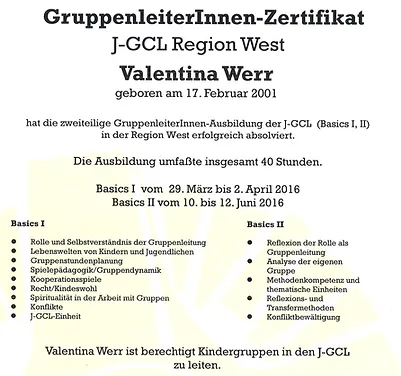 GruppenleiterInnen-Zertifikat
J-GCL Region West
Valentina Werr
geboren am 17. Februar 2001
hat die zweiteilige GruppenleiterInnen-Ausbildung der J-GCL (Basics I, II)
in der Region West erfolgreich absolviert.
Die Ausbildung umfaßte insgesamt 40 Stunden.
Basics I vom 29. März bis 2. April 2016
Basics II vom 10. bis 12. Juni 2016
Basics I
Rolle und Selbstverständnis der Gruppenleitung
Lebenswelten von Kindern und Jugendlichen
Gruppenstundenplanung
Spielepädagogik/Gruppendynamik
Kooperationsspiele
Recht/Kindeswohl
Spiritualität in der Arbeit mit Gruppen
Konflikte
J-GCL-Einheit
Basics II
Reflexion der Rolle als
Gruppenleitung
Analyse der eigenen
Gruppe
Methodenkompetenz und
thematische Einheiten
Reflexions- und
Transfermethoden
Konfliktbewältigung
Valentina Werr ist berechtigt Kindergruppen in den J-GCL
zu leiten.